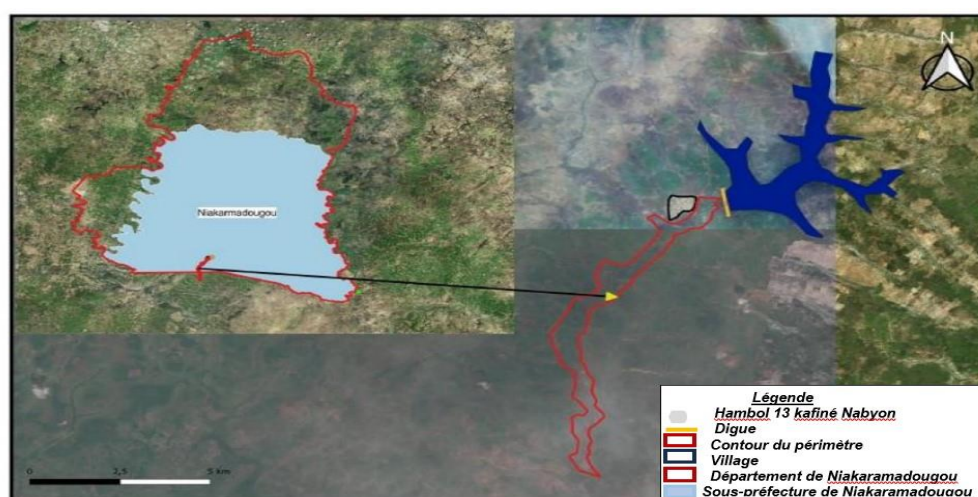 N
Niakarmadougou
0 2,5 5 km
Légende
Hambol 13 kafiné Nabyon
Digue
Contour du périmètre
Village
Département de Niakaramadougou
Sous-préfecture de Niakaramadougou